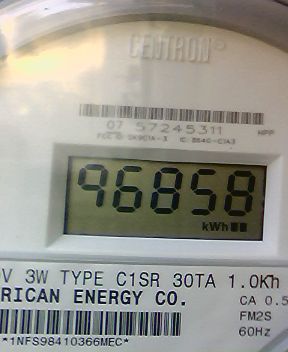 CENTRON
07 57245311 HPP
96858
kWh
V 3W TYPE C1SR 30TA 1.0Kh
RICAN ENERGY CO.
CA 0.5
FM2S
60Hz
*1NFS98410366MEC*